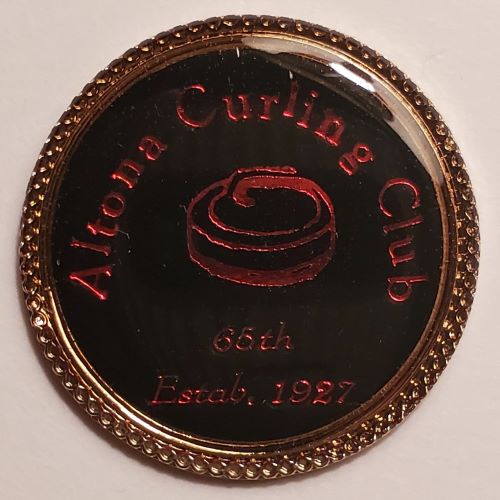 Altona Curling Club
65th
Estab. 1927